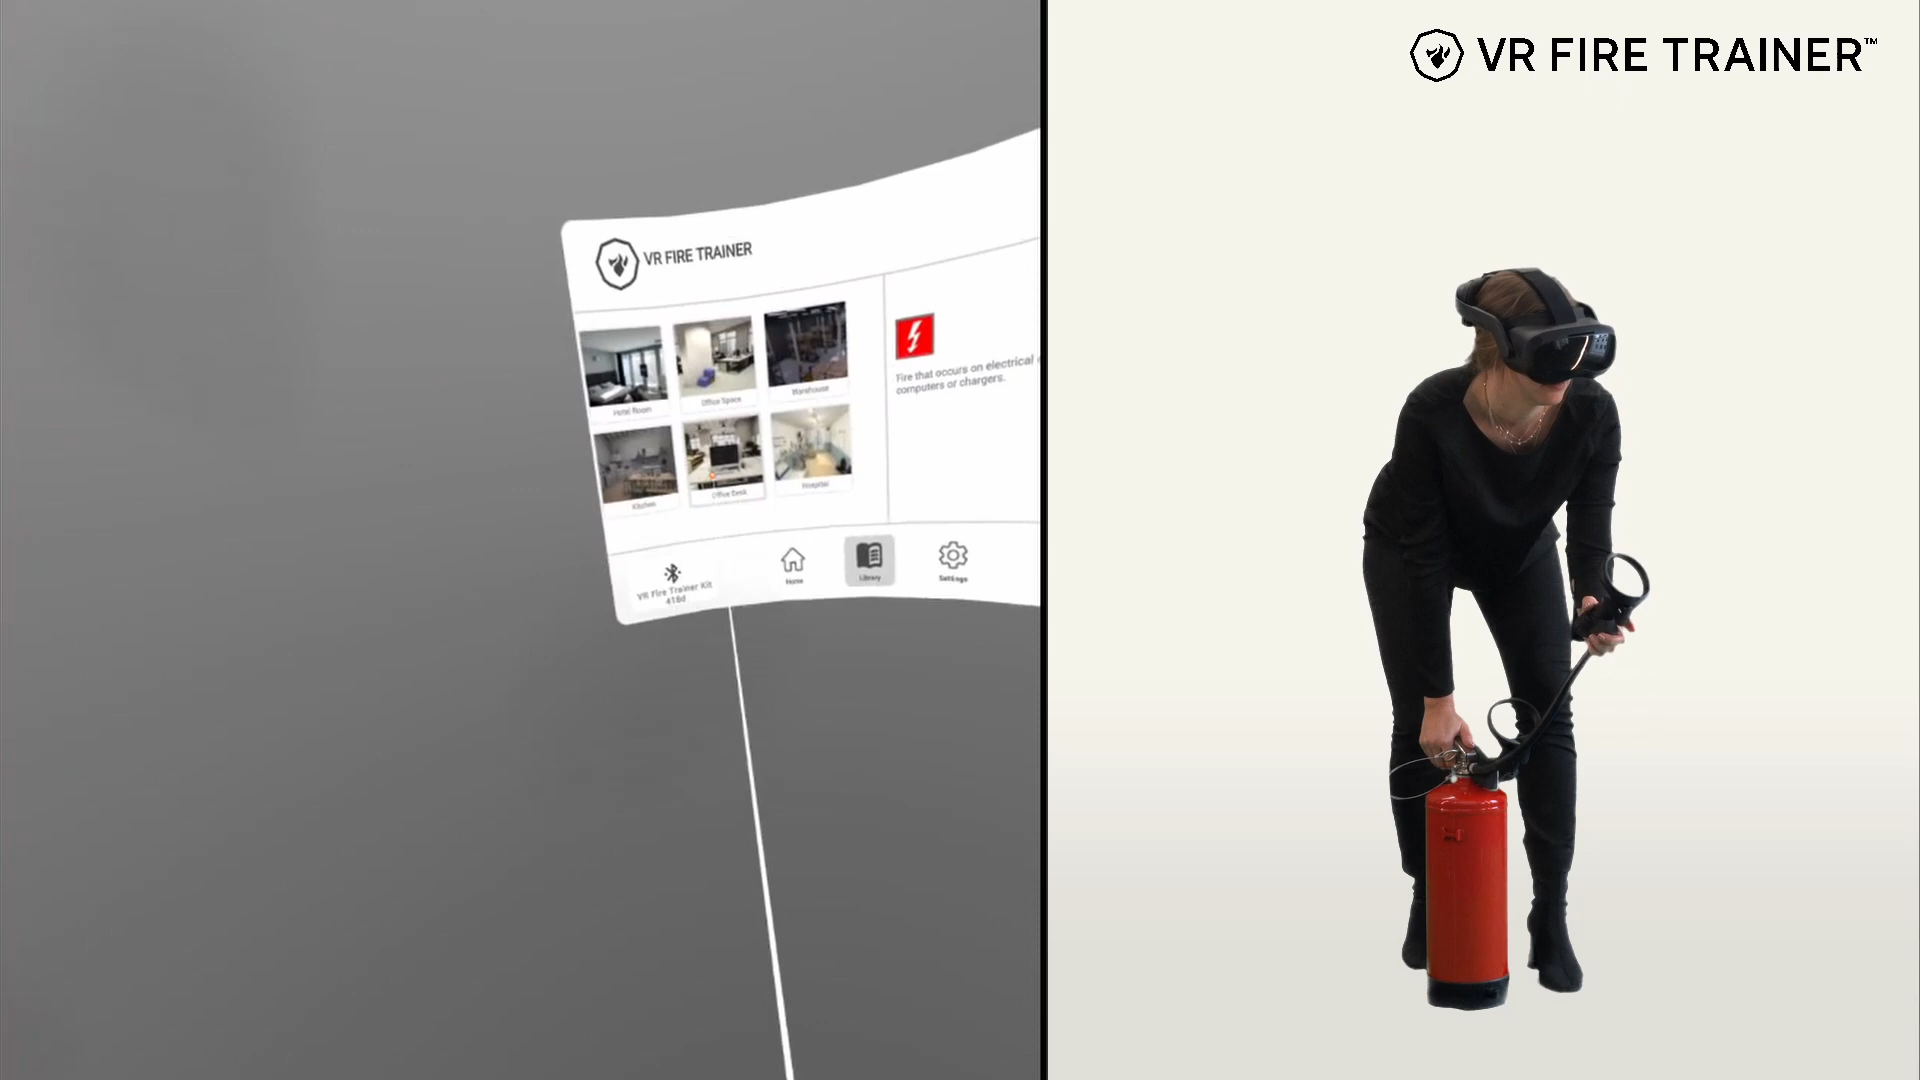 VR FIRE TRAINER™
VR FIRE TRAINER
Hotel Room
Office Space
Warehouse
Kitchen
Office Desk
Hospital
Fire that occurs on electrical
computers or chargers.
VR Fire Trainer Kit
418d
Home
Library
Settings